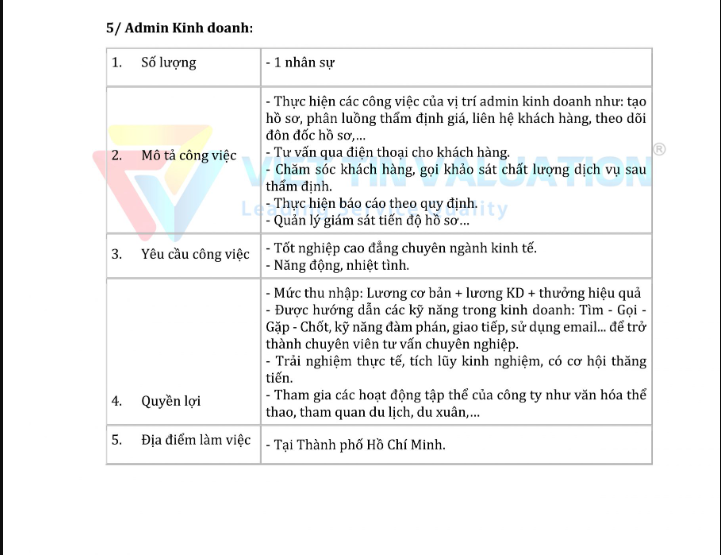 5/ Admin Kinh doanh:
1. Số lượng
- 1 nhân sự
2. Mô tả công việc
- Thực hiện các công việc của vị trí admin kinh doanh như: tạo
hồ sơ, phân luồng thẩm định giá, liên hệ khách hàng, theo dõi
đôn đốc hồ sơ,...
- Tư vấn qua điện thoại cho khách hàng.
- Chăm sóc khách hàng, gọi khảo sát chất lượng dịch vụ sau
thẩm định.
- Thực hiện báo cáo theo quy định.
- Quản lý giám sát tiến độ hồ sơ...
VIET TIN VALUATION®
Leading Service Quality
3. Yêu cầu công việc
- Tốt nghiệp cao đẳng chuyên ngành kinh tế.
- Năng động, nhiệt tình.
4. Quyền lợi
- Mức thu nhập: Lương cơ bản + lương KD + thưởng hiệu quả
- Được hướng dẫn các kỹ năng trong kinh doanh: Tìm - Gọi -
Gặp - Chốt, kỹ năng đàm phán, giao tiếp, sử dụng email... để trở
thành chuyên viên tư vấn chuyên nghiệp.
- Trải nghiệm thực tế, tích lũy kinh nghiệm, có cơ hội thăng
tiến.
- Tham gia các hoạt động tập thể của công ty như văn hóa thể
thao, tham quan du lịch, du xuân,...
5. Địa điểm làm việc
- Tại Thành phố Hồ Chí Minh.